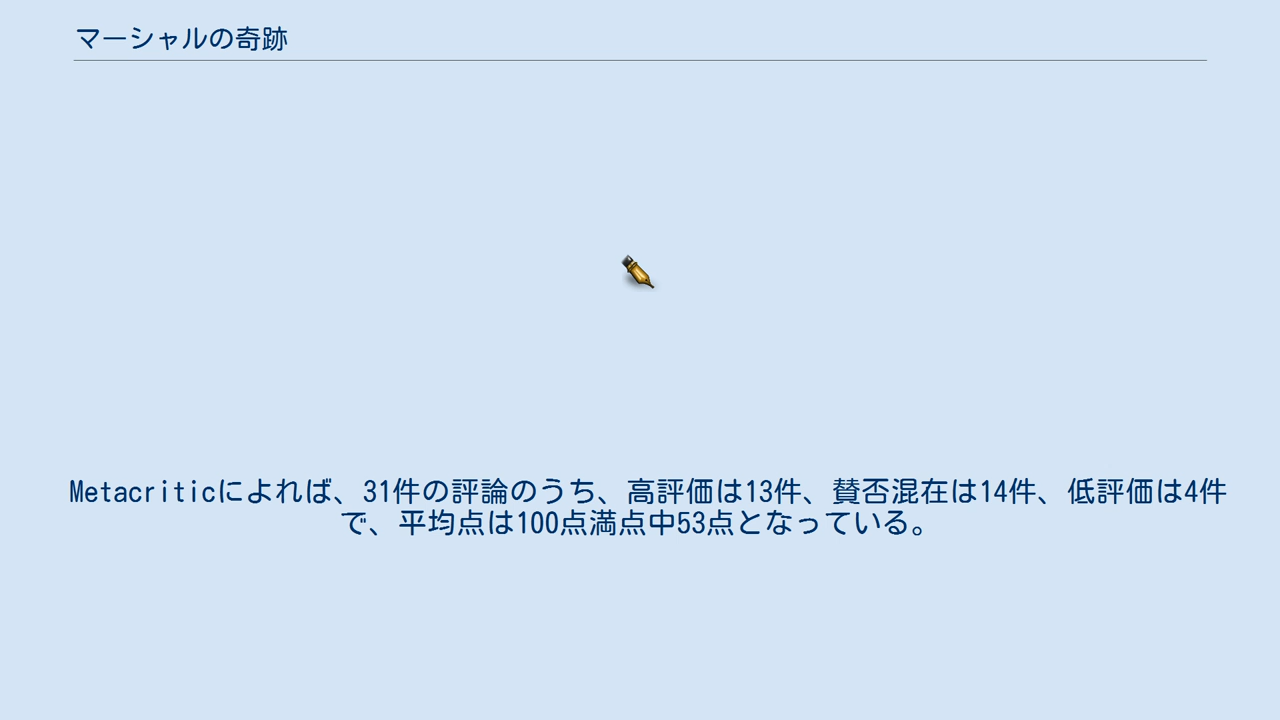 マーシャルの奇跡
Metacriticによれば、31件の評論のうち、高評価は13件、賛否混在は14件、低評価は4件
で、平均点は100点満点中53点となっている。